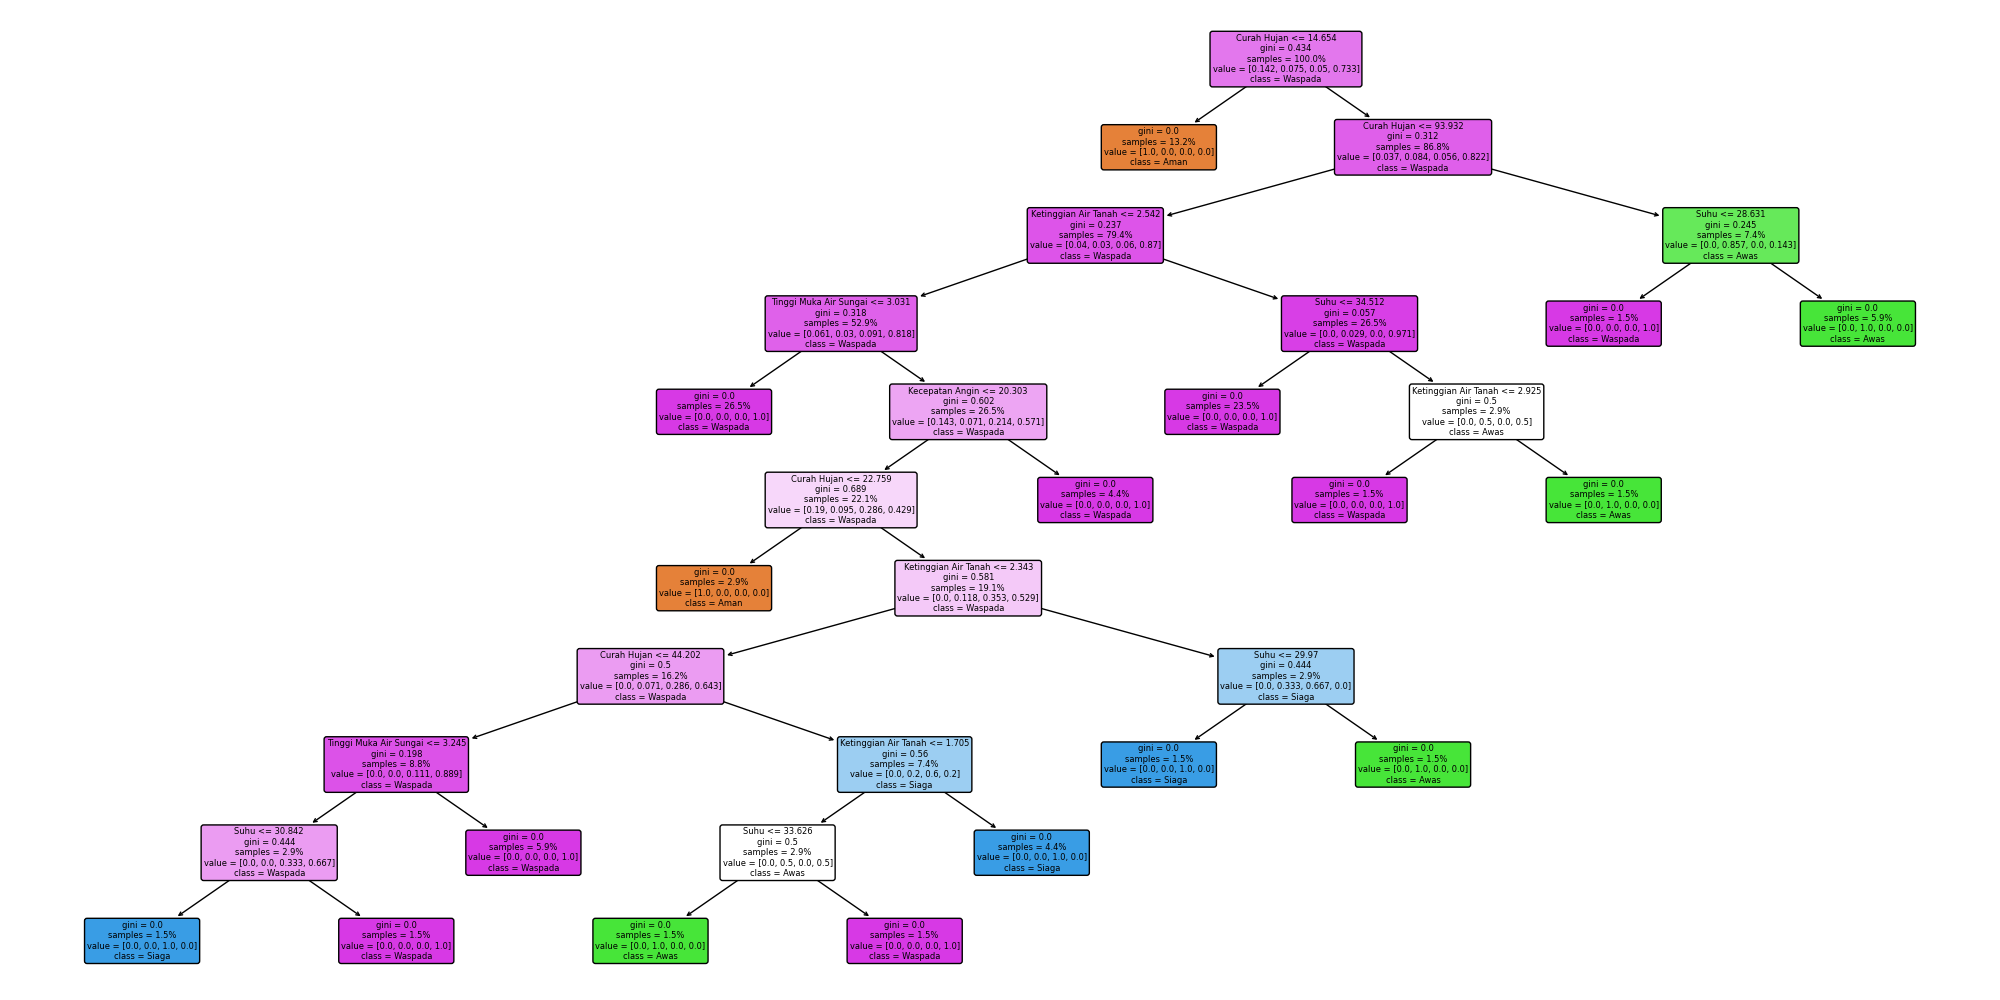 Curah Hujan <= 14.654
gini = 0.434
samples = 100.0%
value = [0.142, 0.075, 0.05, 0.733]
class = Waspada
gini = 0.0
samples = 13.2%
value = [1.0, 0.0, 0.0, 0.0]
class = Aman
Curah Hujan <= 93.932
gini = 0.312
samples = 86.8%
value = [0.037, 0.084, 0.056, 0.822]
class = Waspada
Ketinggian Air Tanah <= 2.542
gini = 0.237
samples = 79.4%
value = [0.04, 0.03, 0.06, 0.87]
class = Waspada
Suhu <= 28.631
gini = 0.245
samples = 7.4%
value = [0.0, 0.857, 0.0, 0.143]
class = Awas
Tinggi Muka Air Sungai <= 3.031
gini = 0.318
samples = 52.9%
value = [0.061, 0.03, 0.091, 0.818]
class = Waspada
Suhu <= 34.512
gini = 0.057
samples = 26.5%
value = [0.0, 0.029, 0.0, 0.971]
class = Waspada
gini = 0.0
samples = 1.5%
value = [0.0, 0.0, 0.0, 1.0]
class = Waspada
gini = 0.0
samples = 5.9%
value = [0.0, 1.0, 0.0, 0.0]
class = Awas
gini = 0.0
samples = 26.5%
value = [0.0, 0.0, 0.0, 1.0]
class = Waspada
Kecepatan Angin <= 20.303
gini = 0.602
samples = 26.5%
value = [0.143, 0.071, 0.214, 0.571]
class = Waspada
gini = 0.0
samples = 23.5%
value = [0.0, 0.0, 0.0, 1.0]
class = Waspada
Ketinggian Air Tanah <= 2.925
gini = 0.5
samples = 2.9%
value = [0.0, 0.5, 0.0, 0.5]
class = Awas
Curah Hujan <= 22.759
gini = 0.689
samples = 22.1%
value = [0.19, 0.095, 0.286, 0.429]
class = Waspada
gini = 0.0
samples = 4.4%
value = [0.0, 0.0, 0.0, 1.0]
class = Waspada
gini = 0.0
samples = 1.5%
value = [0.0, 0.0, 0.0, 1.0]
class = Waspada
gini = 0.0
samples = 1.5%
value = [0.0, 1.0, 0.0, 0.0]
class = Awas
gini = 0.0
samples = 2.9%
value = [1.0, 0.0, 0.0, 0.0]
class = Aman
Ketinggian Air Tanah <= 2.343
gini = 0.581
samples = 19.1%
value = [0.0, 0.118, 0.353, 0.529]
class = Waspada
Curah Hujan <= 44.202
gini = 0.5
samples = 16.2%
value = [0.0, 0.071, 0.286, 0.643]
class = Waspada
Suhu <= 29.97
gini = 0.444
samples = 2.9%
value = [0.0, 0.333, 0.667, 0.0]
class = Siaga
Tinggi Muka Air Sungai <= 3.245
gini = 0.198
samples = 8.8%
value = [0.0, 0.0, 0.111, 0.889]
class = Waspada
Ketinggian Air Tanah <= 1.705
gini = 0.56
samples = 7.4%
value = [0.0, 0.2, 0.6, 0.2]
class = Siaga
gini = 0.0
samples = 1.5%
value = [0.0, 0.0, 1.0, 0.0]
class = Siaga
gini = 0.0
samples = 1.5%
value = [0.0, 1.0, 0.0, 0.0]
class = Awas
Suhu <= 30.842
gini = 0.444
samples = 2.9%
value = [0.0, 0.0, 0.333, 0.667]
class = Waspada
gini = 0.0
samples = 5.9%
value = [0.0, 0.0, 0.0, 1.0]
class = Waspada
Suhu <= 33.626
gini = 0.5
samples = 2.9%
value = [0.0, 0.5, 0.0, 0.5]
class = Awas
gini = 0.0
samples = 4.4%
value = [0.0, 0.0, 1.0, 0.0]
class = Siaga
gini = 0.0
samples = 1.5%
value = [0.0, 0.0, 1.0, 0.0]
class = Siaga
gini = 0.0
samples = 1.5%
value = [0.0, 0.0, 0.0, 1.0]
class = Waspada
gini = 0.0
samples = 1.5%
value = [0.0, 1.0, 0.0, 0.0]
class = Awas
gini = 0.0
samples = 1.5%
value = [0.0, 0.0, 0.0, 1.0]
class = Waspada